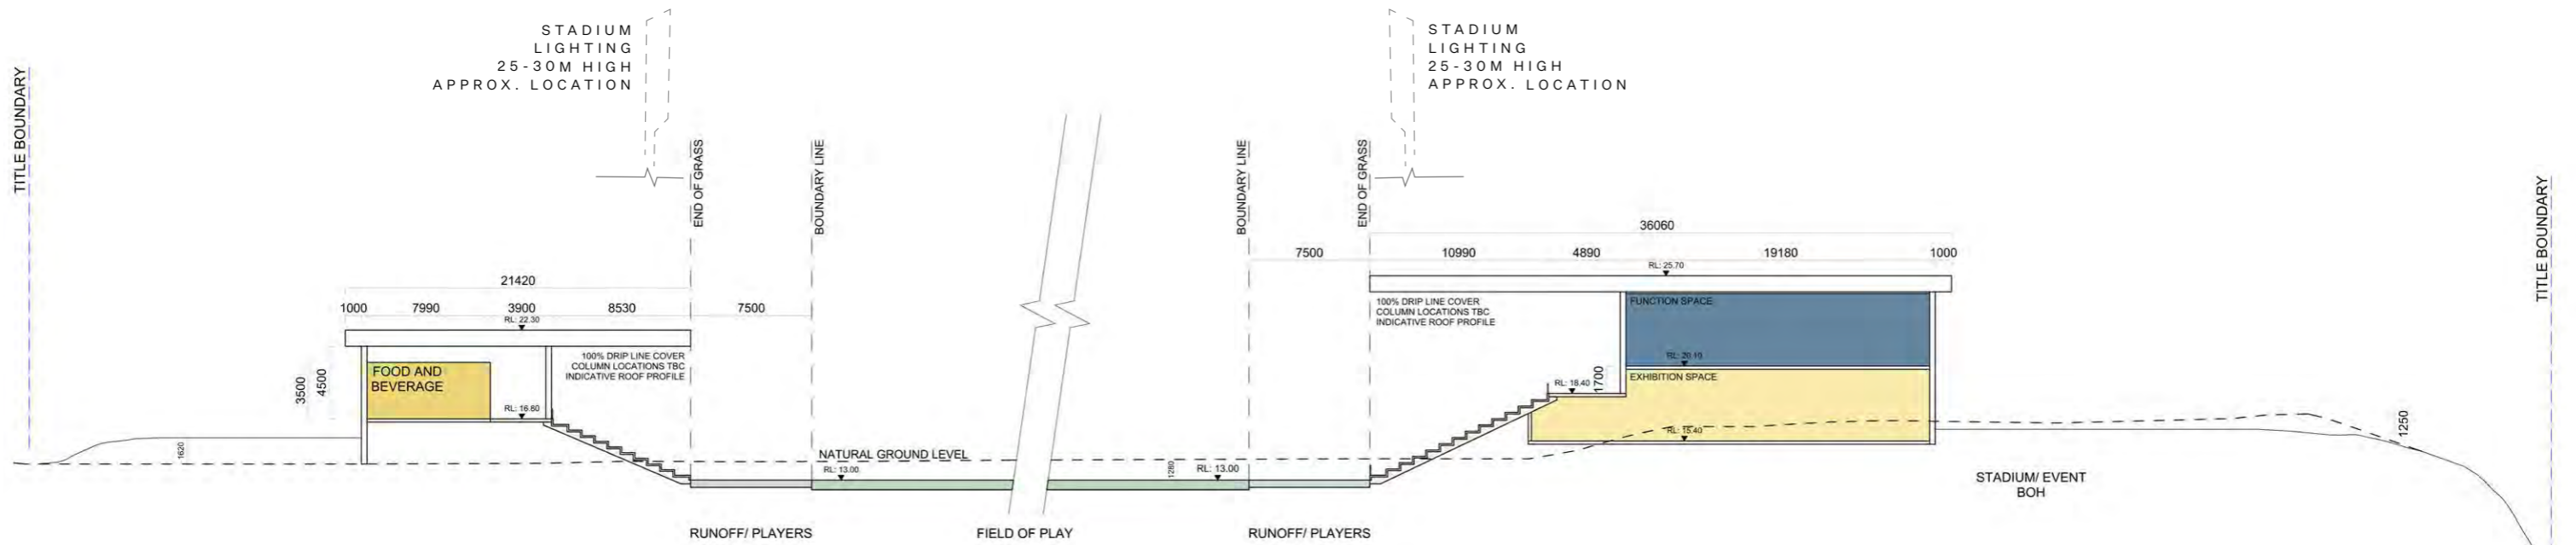 STADIUM
LIGHTING
25-30M HIGH
APPROX. LOCATION
STADIUM
LIGHTING
25-30M HIGH
APPROX. LOCATION
TITLE BOUNDARY
END OF GRASS
BOUNDARY LINE
BOUNDARY LINE
END OF GRASS
TITLE BOUNDARY
36060
7500
10990
4890
19180
1000
RL: 25.70
21420
1000
7990
3900
8530
7500
RL: 22.30
100% DRIP LINE COVER
COLUMN LOCATIONS TBC
INDICATIVE ROOF PROFILE
100% DRIP LINE COVER
COLUMN LOCATIONS TBC
INDICATIVE ROOF PROFILE
FUNCTION SPACE
3500
4500
FOOD AND
BEVERAGE
RL: 16.60
RL: 20.10
EXHIBITION SPACE
RL: 18.40
1700
RL: 15.40
1620
NATURAL GROUND LEVEL
RL: 13.00
1280
RL: 13.00
1250
STADIUM/ EVENT
BOH
RUNOFF/ PLAYERS
FIELD OF PLAY
RUNOFF/ PLAYERS